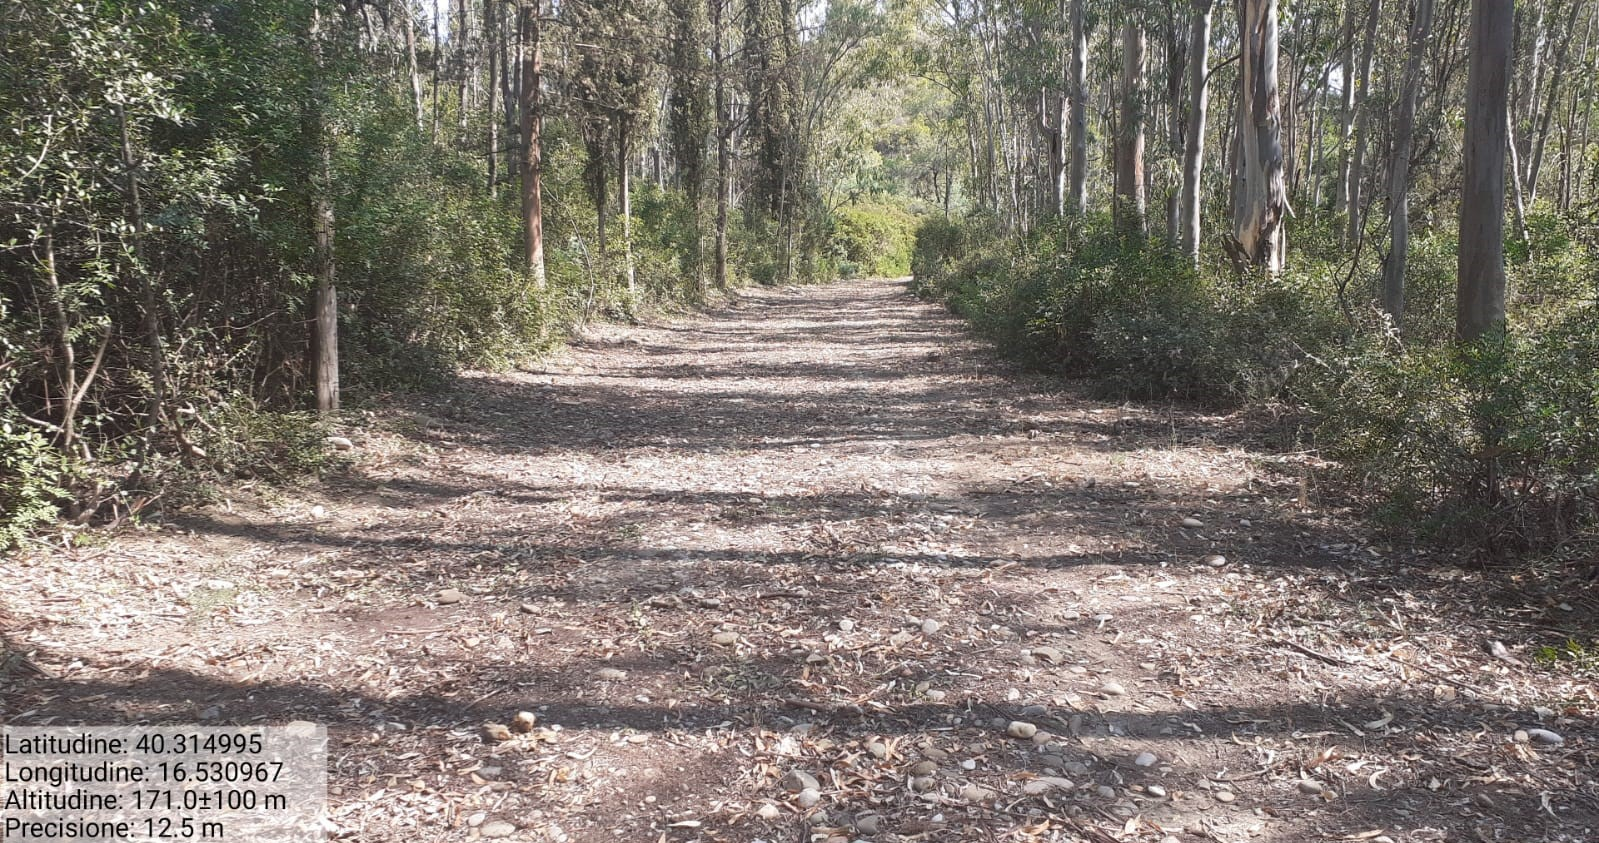 Latitudine: 40.314995
Longitudine: 16.530967
Altitudine: 171.0±100 m
Precisione: 12.5 m